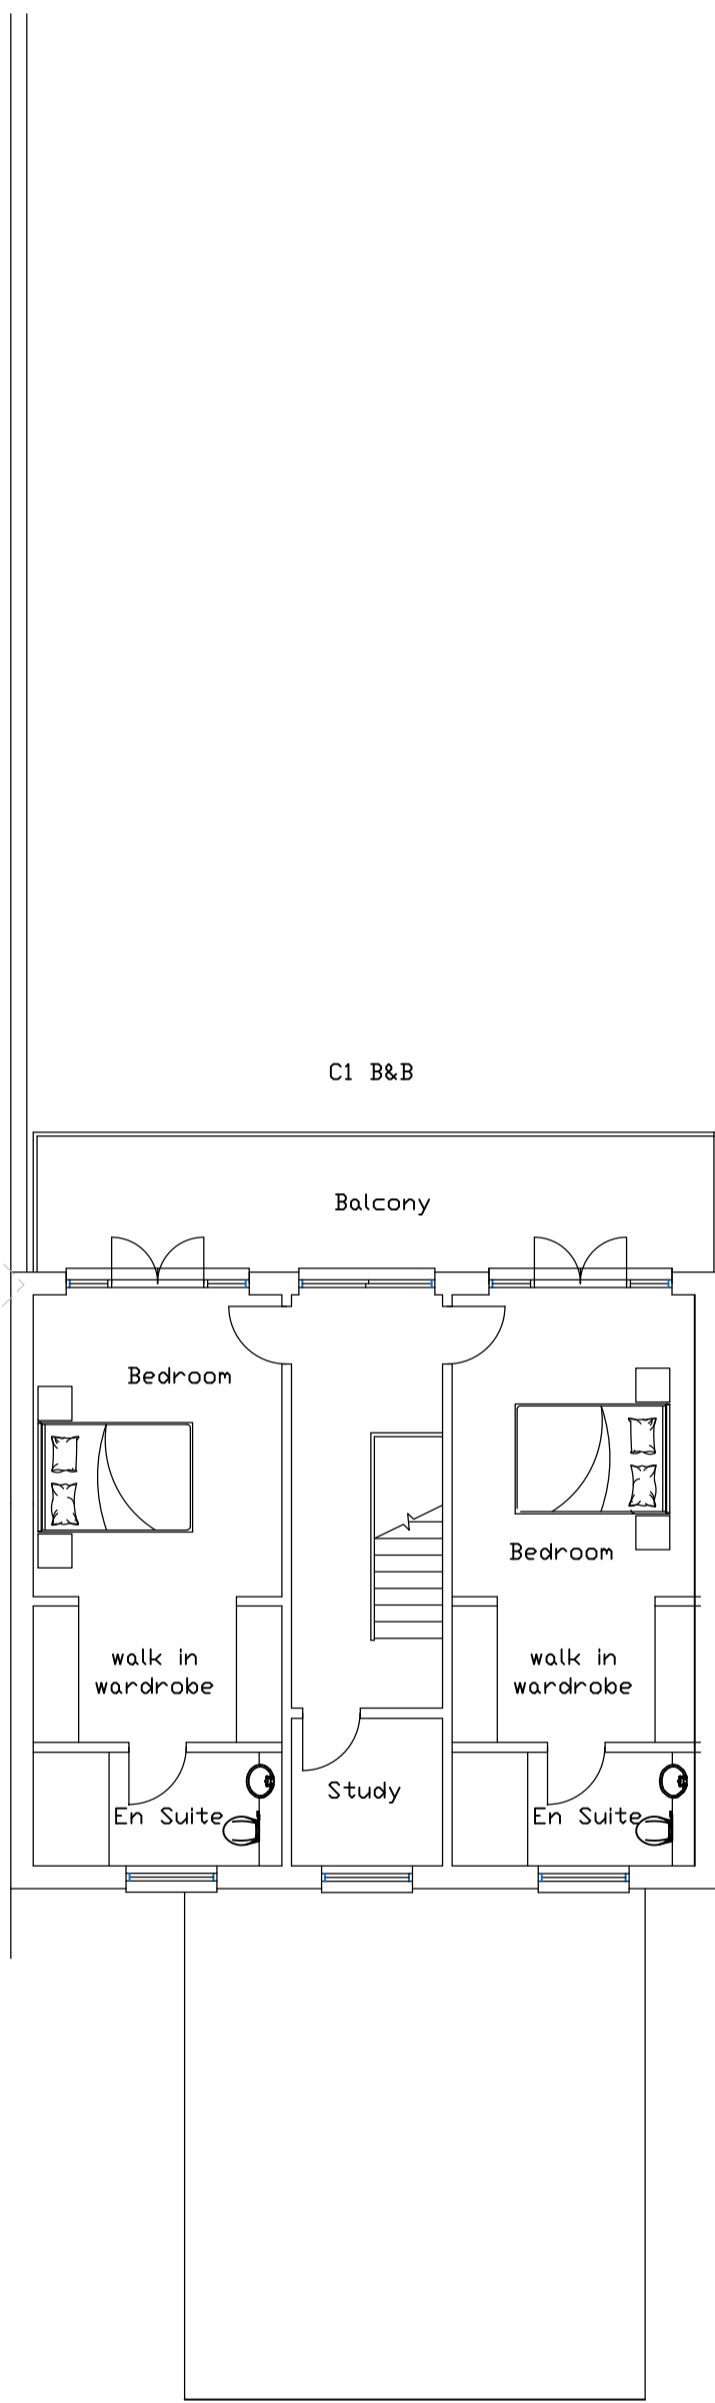 C1 B&B
Balcony
Bedroom
Bedroom
walk in
wardrobe
walk in
wardrobe
Study
En Suite
En Suite